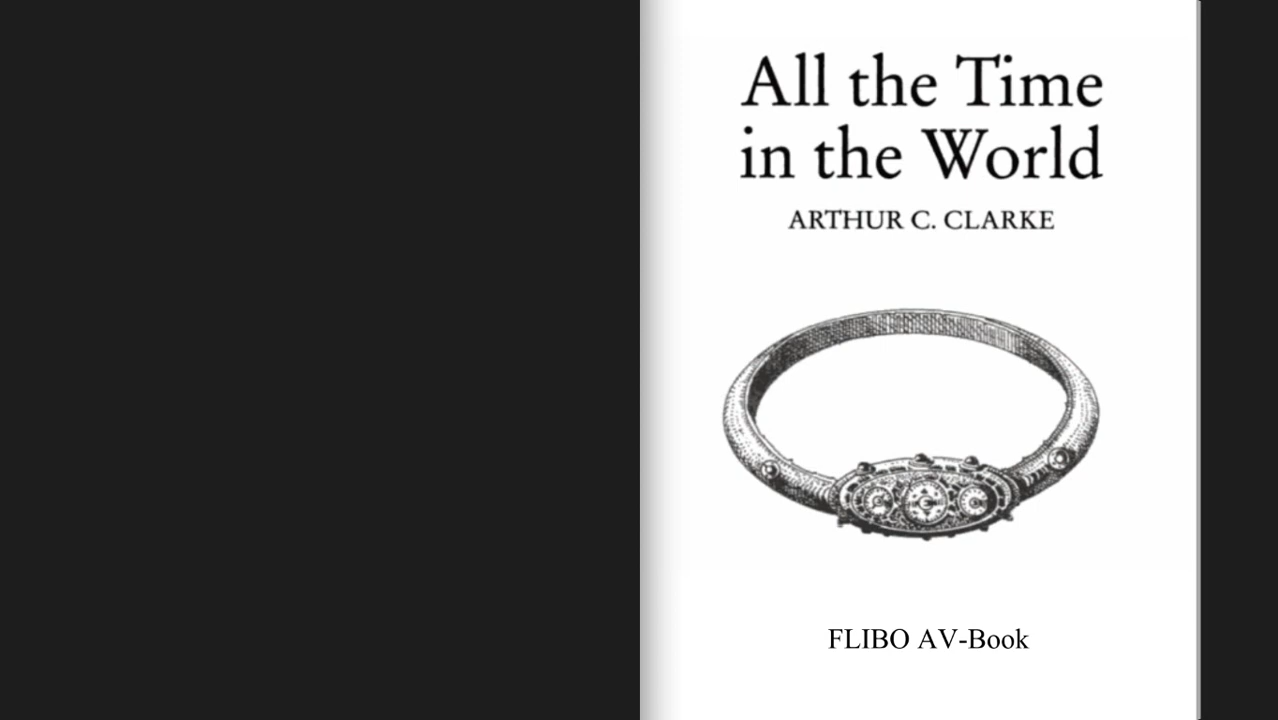 All the Time
in the World
ARTHUR C. CLARKE
FLIBO AV-Book